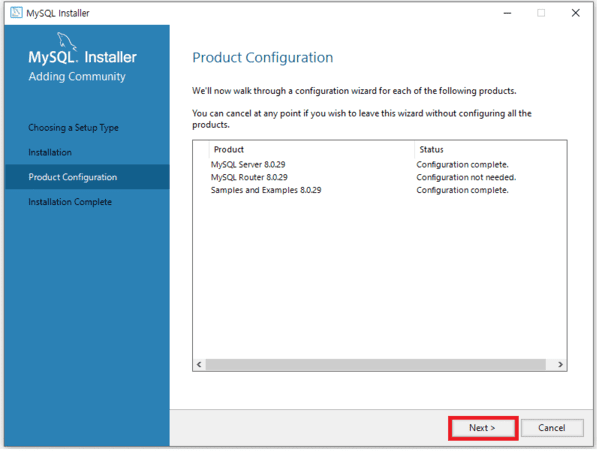 MySQL Installer
MySQL. Installer
Adding Community
Choosing a Setup Type
Installation
Product Configuration
Installation Complete
Product Configuration
We'll now walk through a configuration wizard for each of the following products.
You can cancel at any point if you wish to leave this wizard without configuring all the
products.
Product Status
MySQL Server 8.0.29 Configuration complete.
MySQL Router 8.0.29 Configuration not needed.
Samples and Examples 8.0.29 Configuration complete.
Next > Cancel